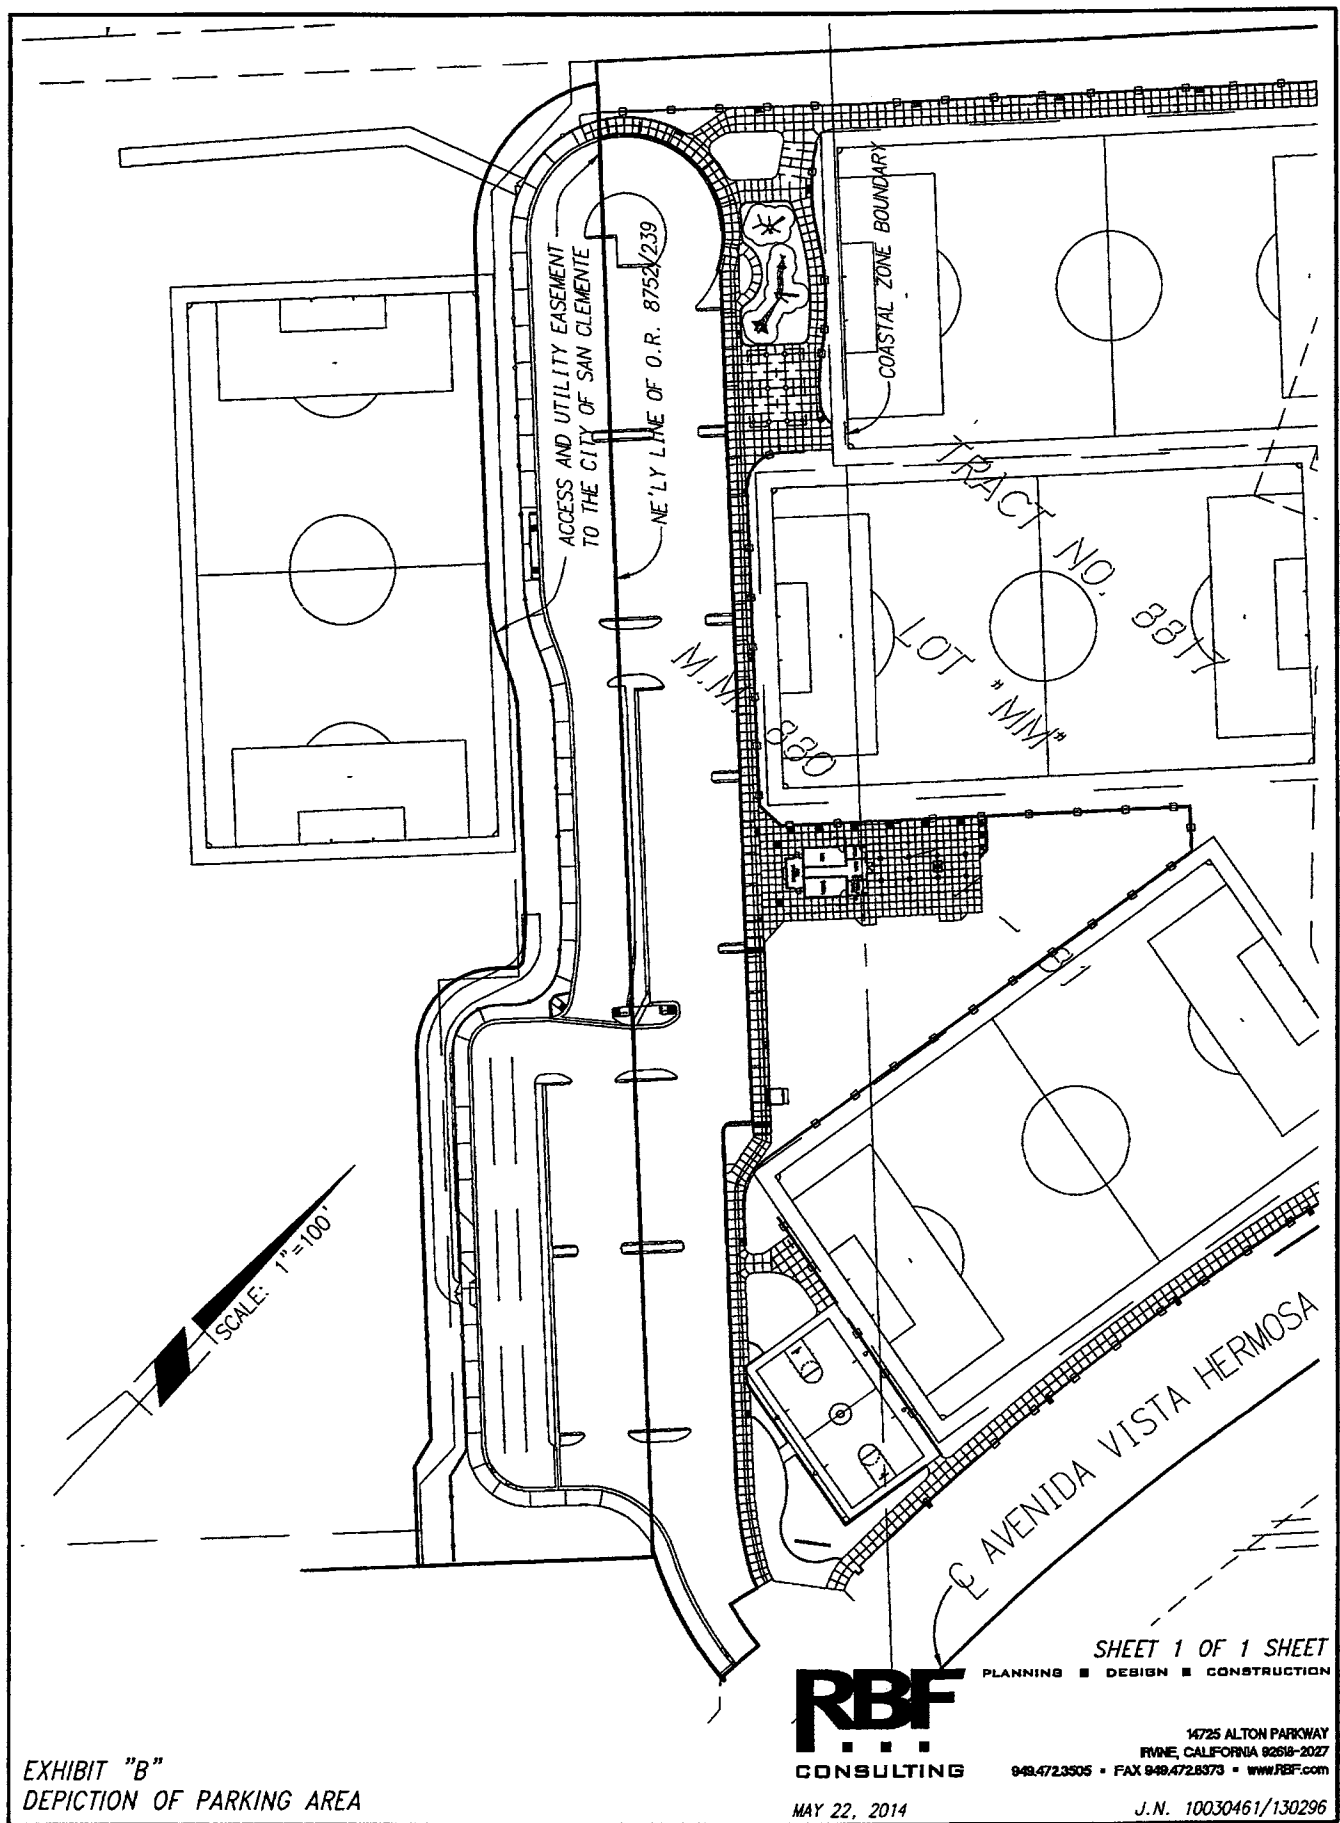 ACCESS AND UTILITY EASEMENT
TO THE CITY OF SAN CLEMENTE
NE'LY LINE OF O.R. 8752/239
COASTAL ZONE BOUNDARY
TRACT NO. 8817
LOT "MM"
M.M. 880
SCALE: 1"=100'
℄ AVENIDA VISTA HERMOSA
SHEET 1 OF 1 SHEET
RBF
CONSULTING
PLANNING ■ DESIGN ■ CONSTRUCTION
14725 ALTON PARKWAY
IRVINE, CALIFORNIA 92618-2027
949.472.3505 • FAX 949.472.8373 • www.RBF.com
MAY 22, 2014
J.N. 10030461/130296
EXHIBIT "B"
DEPICTION OF PARKING AREA